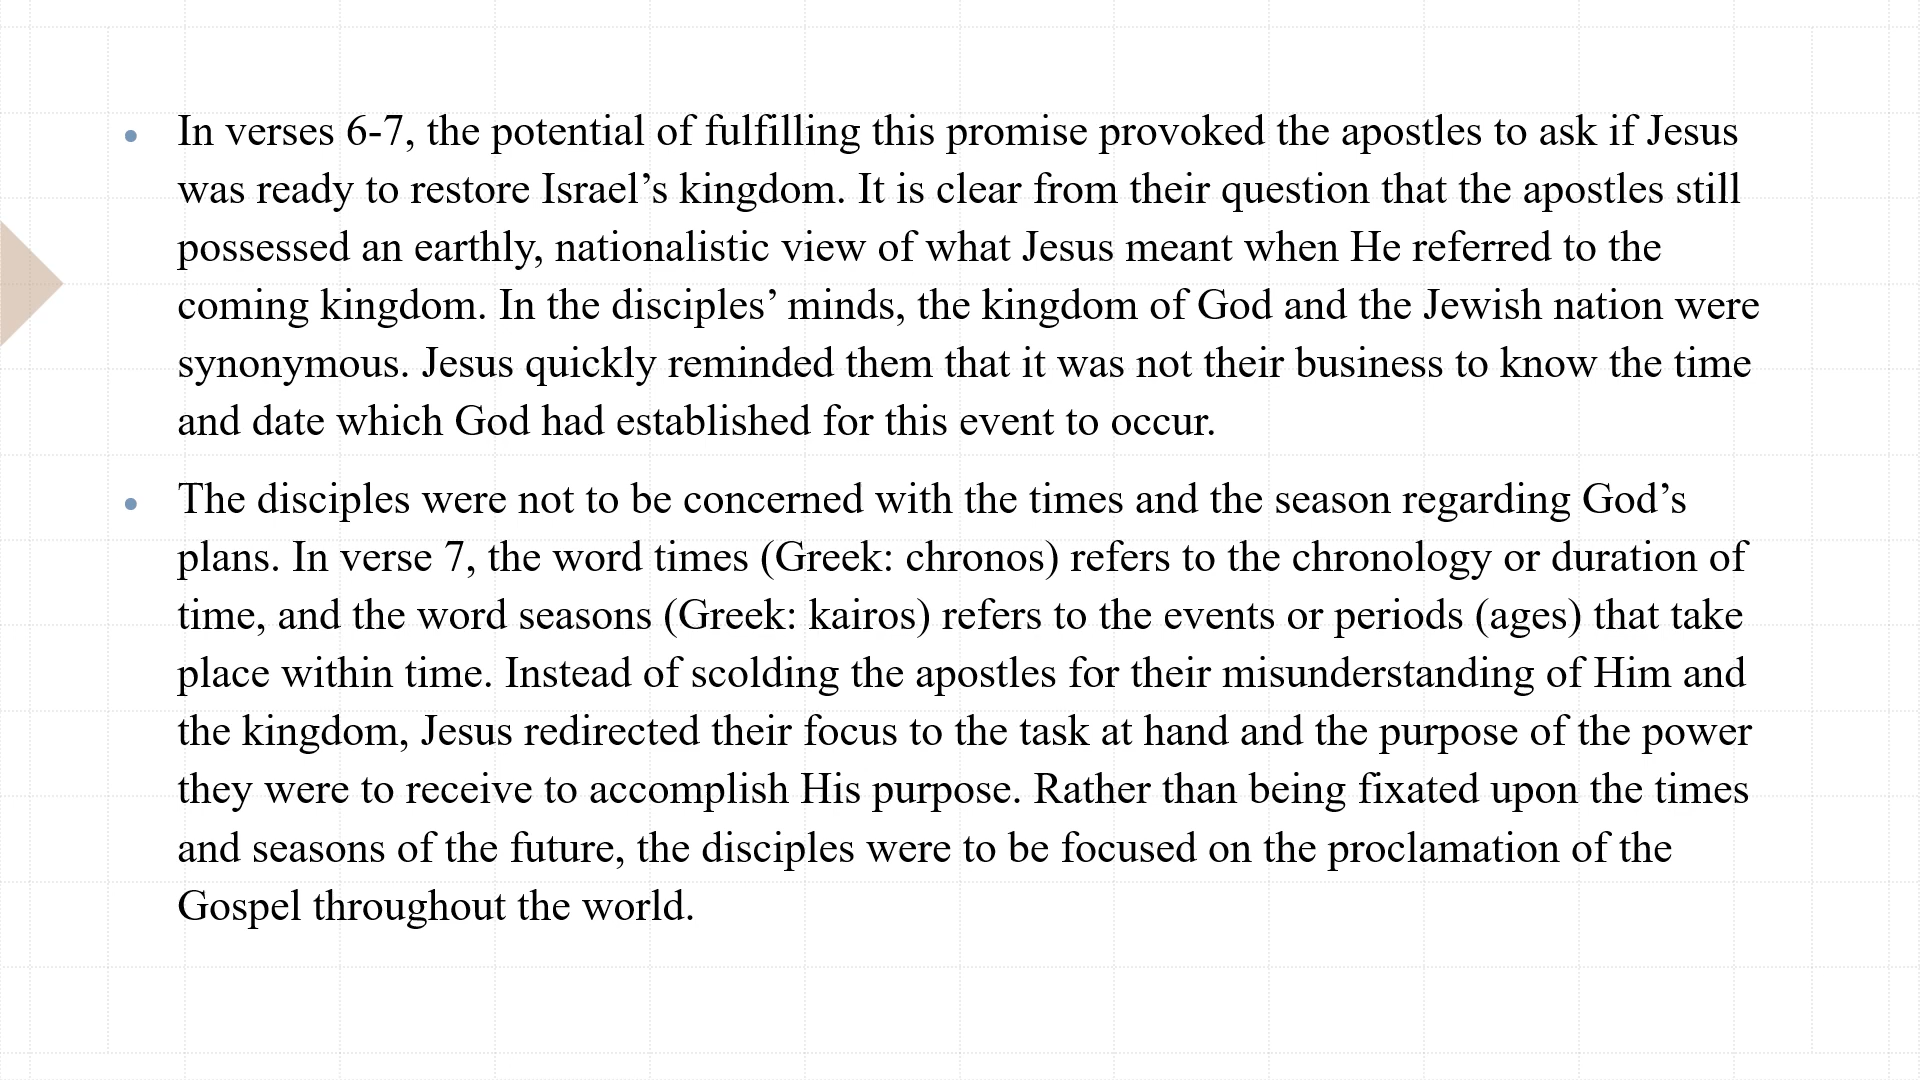 • In verses 6-7, the potential of fulfilling this promise provoked the apostles to ask if Jesus
was ready to restore Israel’s kingdom. It is clear from their question that the apostles still
possessed an earthly, nationalistic view of what Jesus meant when He referred to the
coming kingdom. In the disciples’ minds, the kingdom of God and the Jewish nation were
synonymous. Jesus quickly reminded them that it was not their business to know the time
and date which God had established for this event to occur.
• The disciples were not to be concerned with the times and the season regarding God’s
plans. In verse 7, the word times (Greek: chronos) refers to the chronology or duration of
time, and the word seasons (Greek: kairos) refers to the events or periods (ages) that take
place within time. Instead of scolding the apostles for their misunderstanding of Him and
the kingdom, Jesus redirected their focus to the task at hand and the purpose of the power
they were to receive to accomplish His purpose. Rather than being fixated upon the times
and seasons of the future, the disciples were to be focused on the proclamation of the
Gospel throughout the world.